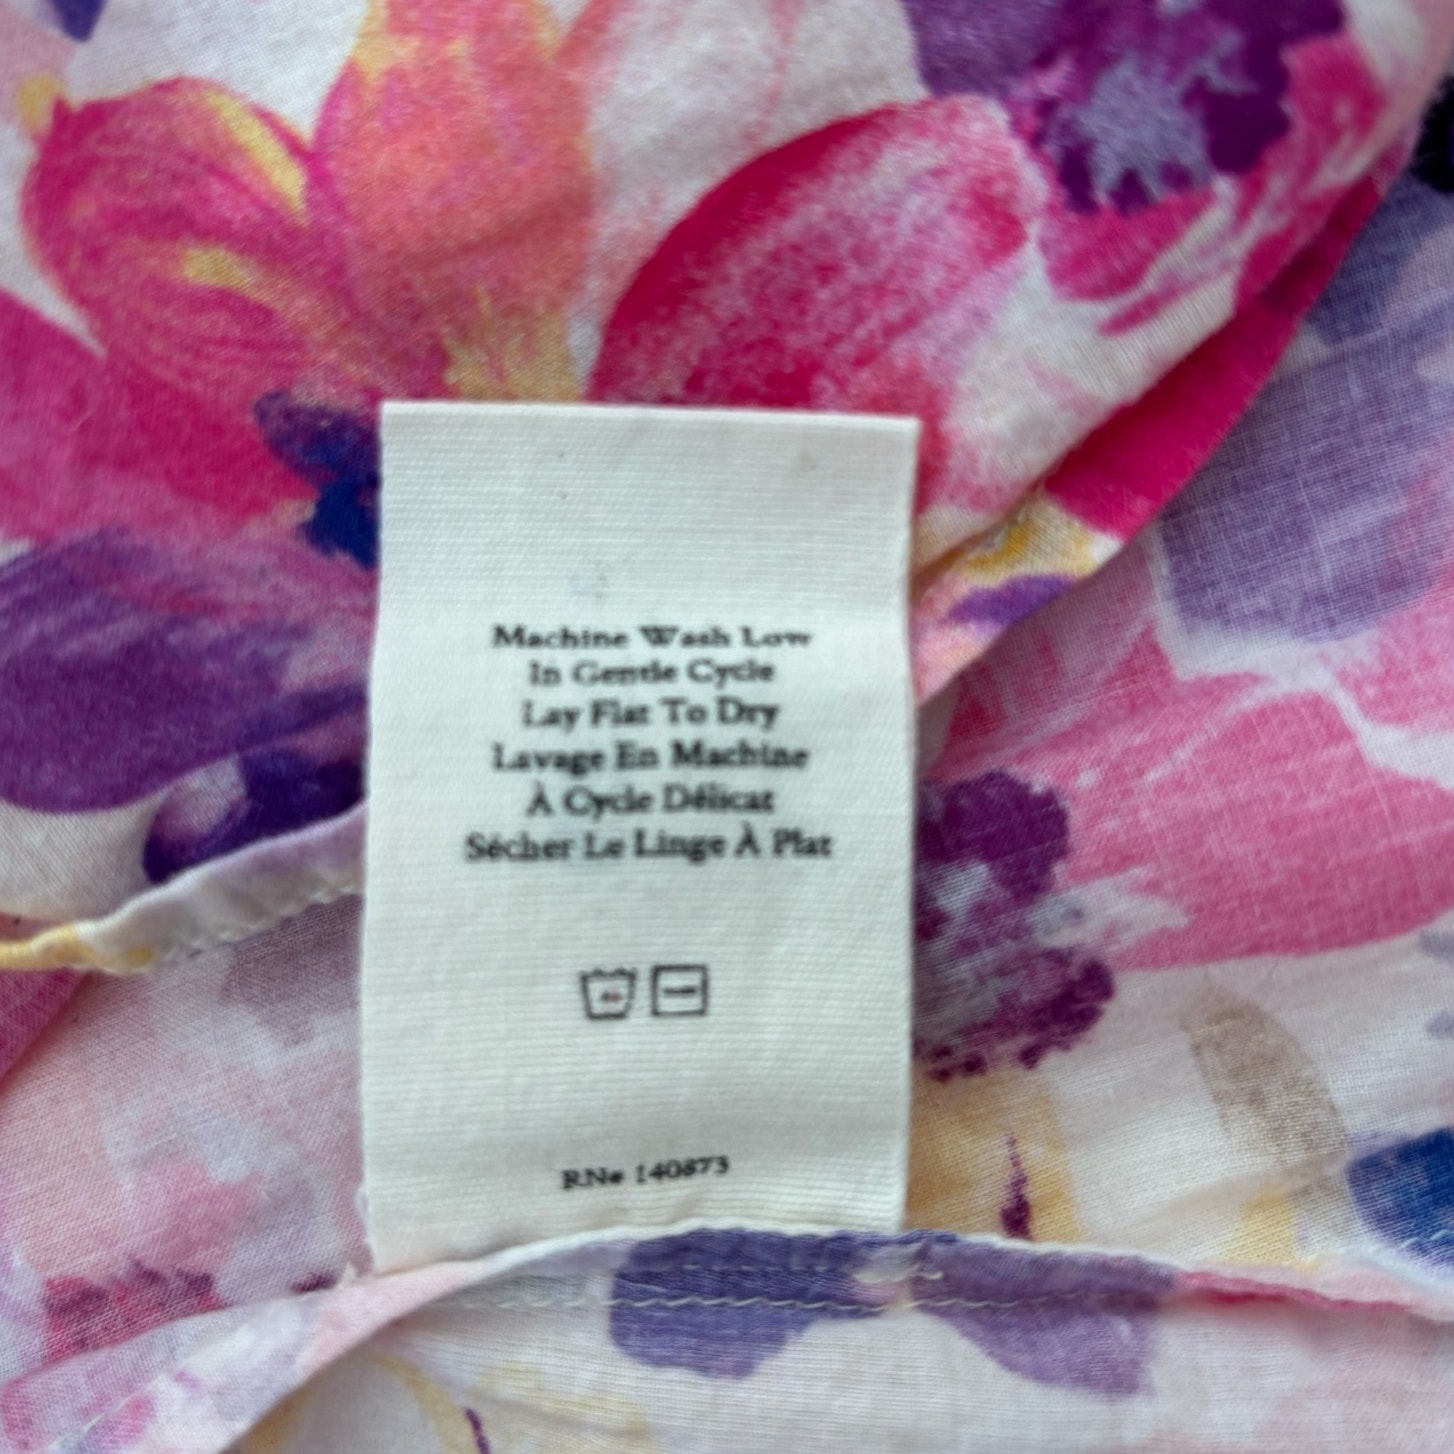 Machine Wash Low
In Gentle Cycle
Lay Flat To Dry
Lavage En Machine
À Cycle Délicat
Sécher Le Linge À Plat
RN# 140873